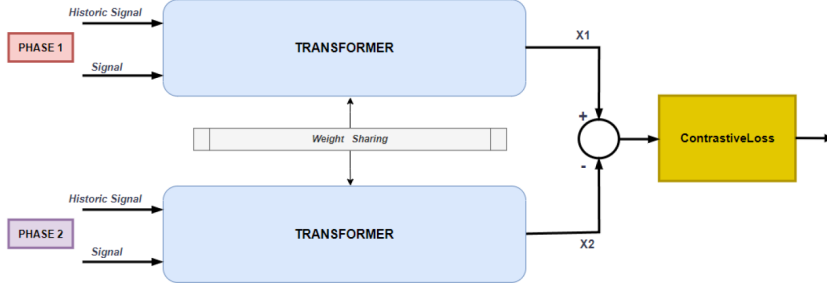 Historic Signal
PHASE 1
Signal
TRANSFORMER
X1
+
Weight Sharing
-
ContrastiveLoss
Historic Signal
PHASE 2
Signal
TRANSFORMER
X2